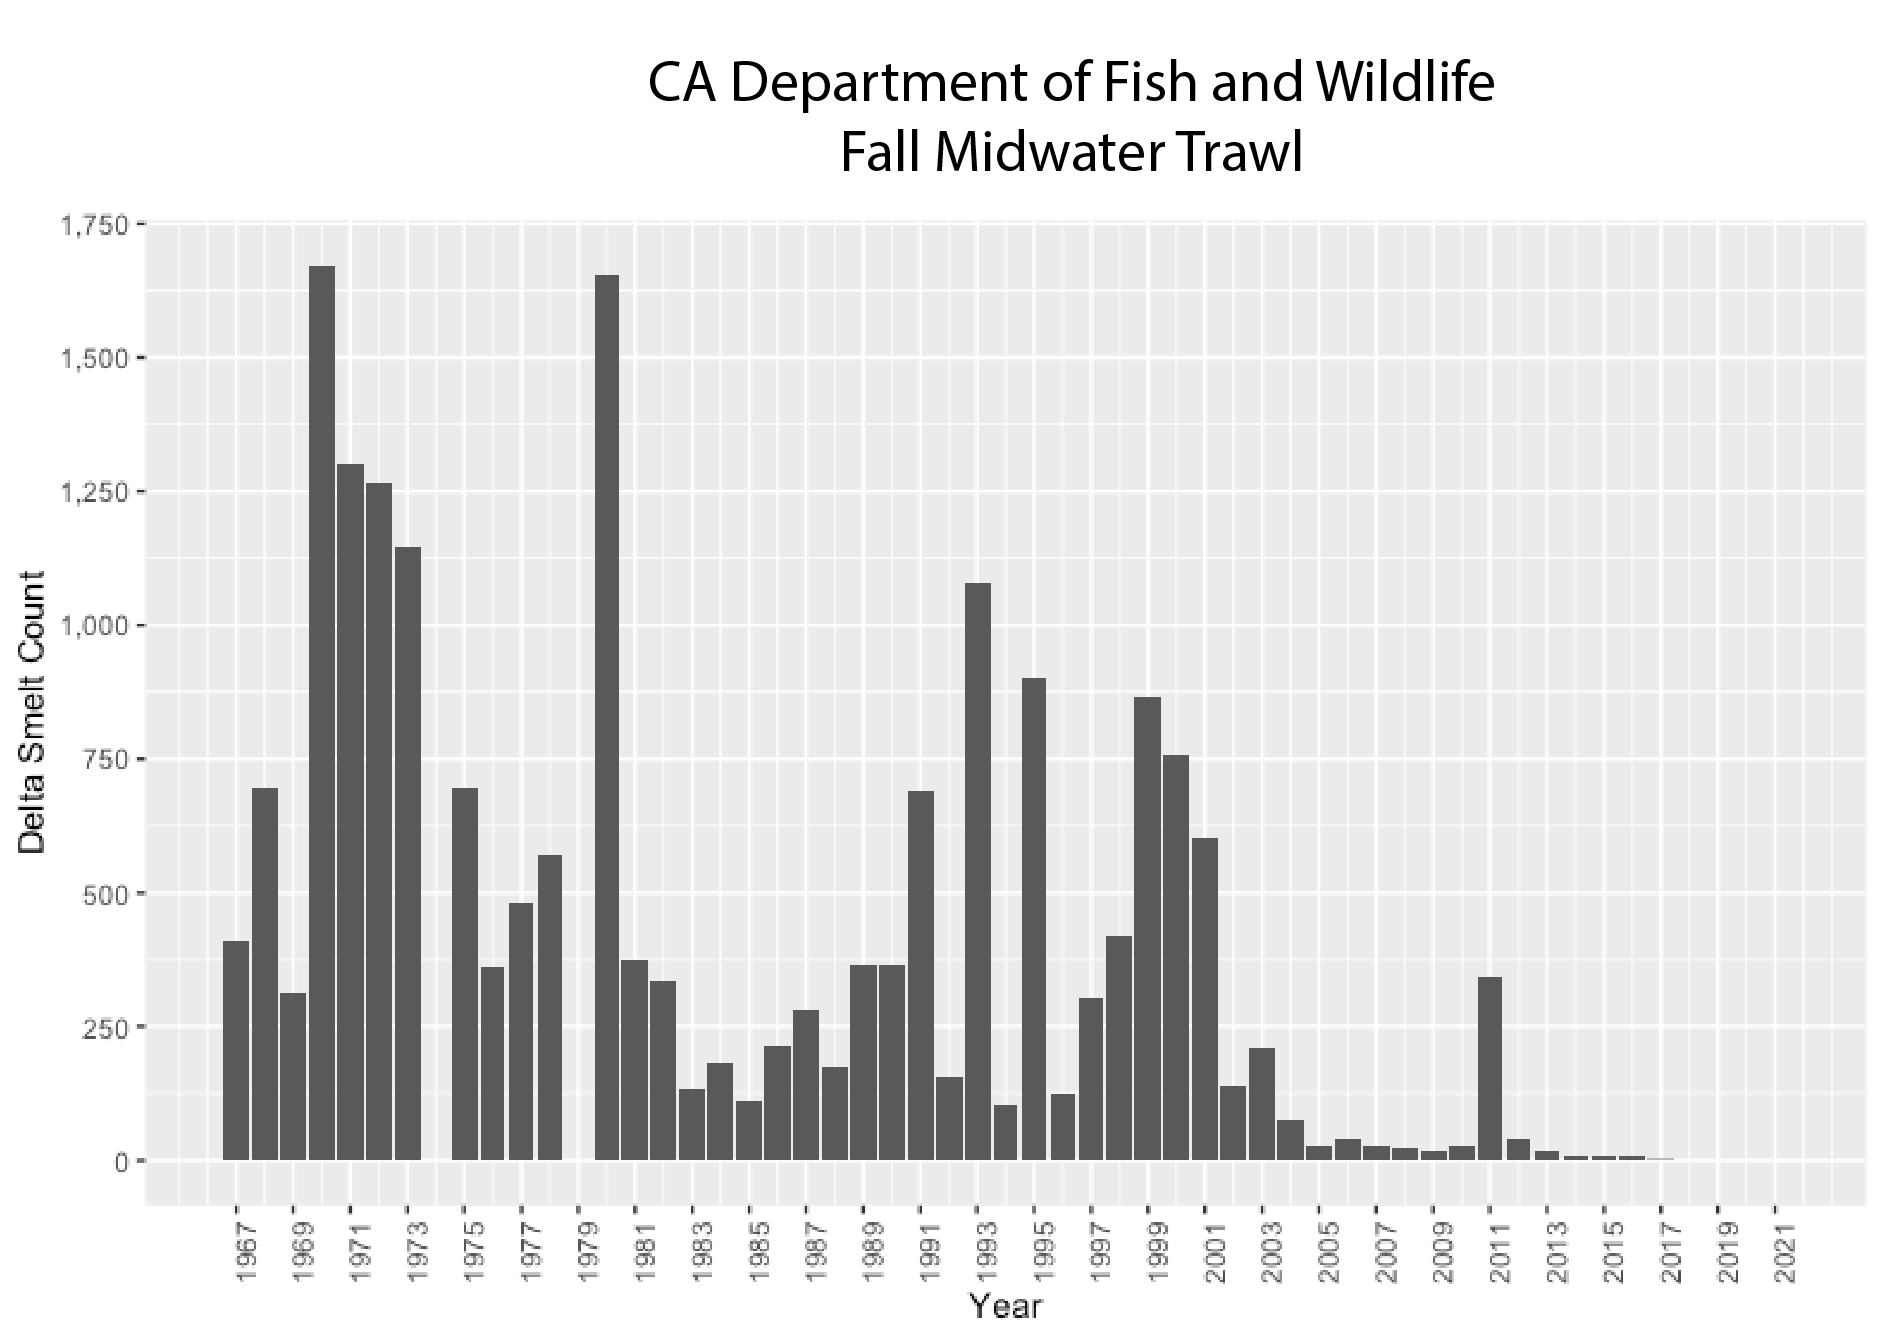 CA Department of Fish and Wildlife
Fall Midwater Trawl
1,750
1,500
1,250
1,000
750
500
250
0
Delta Smelt Count
1967 1969 1971 1973 1975 1977 1979 1981 1983 1985 1987 1989 1991 1993 1995 1997 1999 2001 2003 2005 2007 2009 2011 2013 2015 2017 2019 2021
Year